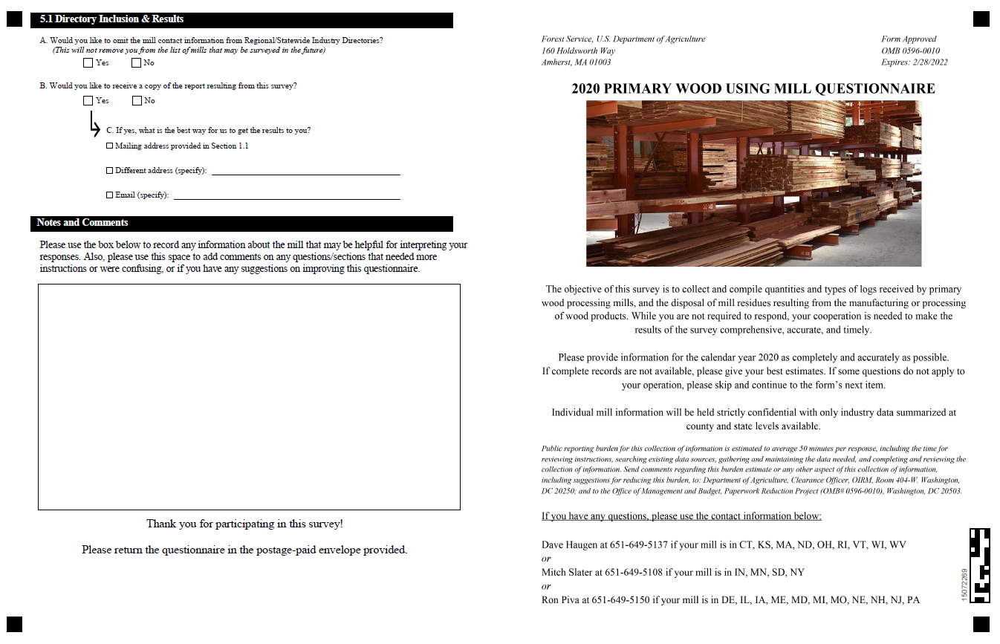 5.1 Directory Inclusion & Results
A. Would you like to omit the mill contact information from Regional/Statewide Industry Directories?
(This will not remove you from the list of mills that may be surveyed in the future)
Yes No
B. Would you like to receive a copy of the report resulting from this survey?
Yes No
C. If yes, what is the best way for us to get the results to you?
Mailing address provided in Section 1.1
Different address (specify):
Email (specify):
Notes and Comments
Please use the box below to record any information about the mill that may be helpful for interpreting your
responses. Also, please use this space to add comments on any questions/sections that needed more
instructions or were confusing, or if you have any suggestions on improving this questionnaire.
Thank you for participating in this survey!
Please return the questionnaire in the postage-paid envelope provided.
Forest Service, U.S. Department of Agriculture
160 Holdsworth Way
Amherst, MA 01003
Form Approved
OMB 0596-0010
Expires: 2/28/2022
2020 PRIMARY WOOD USING MILL QUESTIONNAIRE
The objective of this survey is to collect and compile quantities and types of logs received by primary
wood processing mills, and the disposal of mill residues resulting from the manufacturing or processing
of wood products. While you are not required to respond, your cooperation is needed to make the
results of the survey comprehensive, accurate, and timely.
Please provide information for the calendar year 2020 as completely and accurately as possible.
If complete records are not available, please give your best estimates. If some questions do not apply to
your operation, please skip and continue to the form's next item.
Individual mill information will be held strictly confidential with only industry data summarized at
county and state levels available.
Public reporting burden for this collection of information is estimated to average 50 minutes per response, including the time for
reviewing instructions, searching existing data sources, gathering and maintaining the data needed, and completing and reviewing the
collection of information. Send comments regarding this burden estimate or any other aspect of this collection of information,
including suggestions for reducing this burden, to: Department of Agriculture, Clearance Officer, OIRM, Room 404-W. Washington,
DC 20250; and to the Office of Management and Budget, Paperwork Reduction Project (OMB# 0596-0010), Washington, DC 20503.
If you have any questions, please use the contact information below:
Dave Haugen at 651-649-5137 if your mill is in CT, KS, MA, ND, OH, RI, VT, WI, WV
or
Mitch Slater at 651-649-5108 if your mill is in IN, MN, SD, NY
or
Ron Piva at 651-649-5150 if your mill is in DE, IL, IA, ME, MD, MI, MO, NE, NH, NJ, PA
15072269